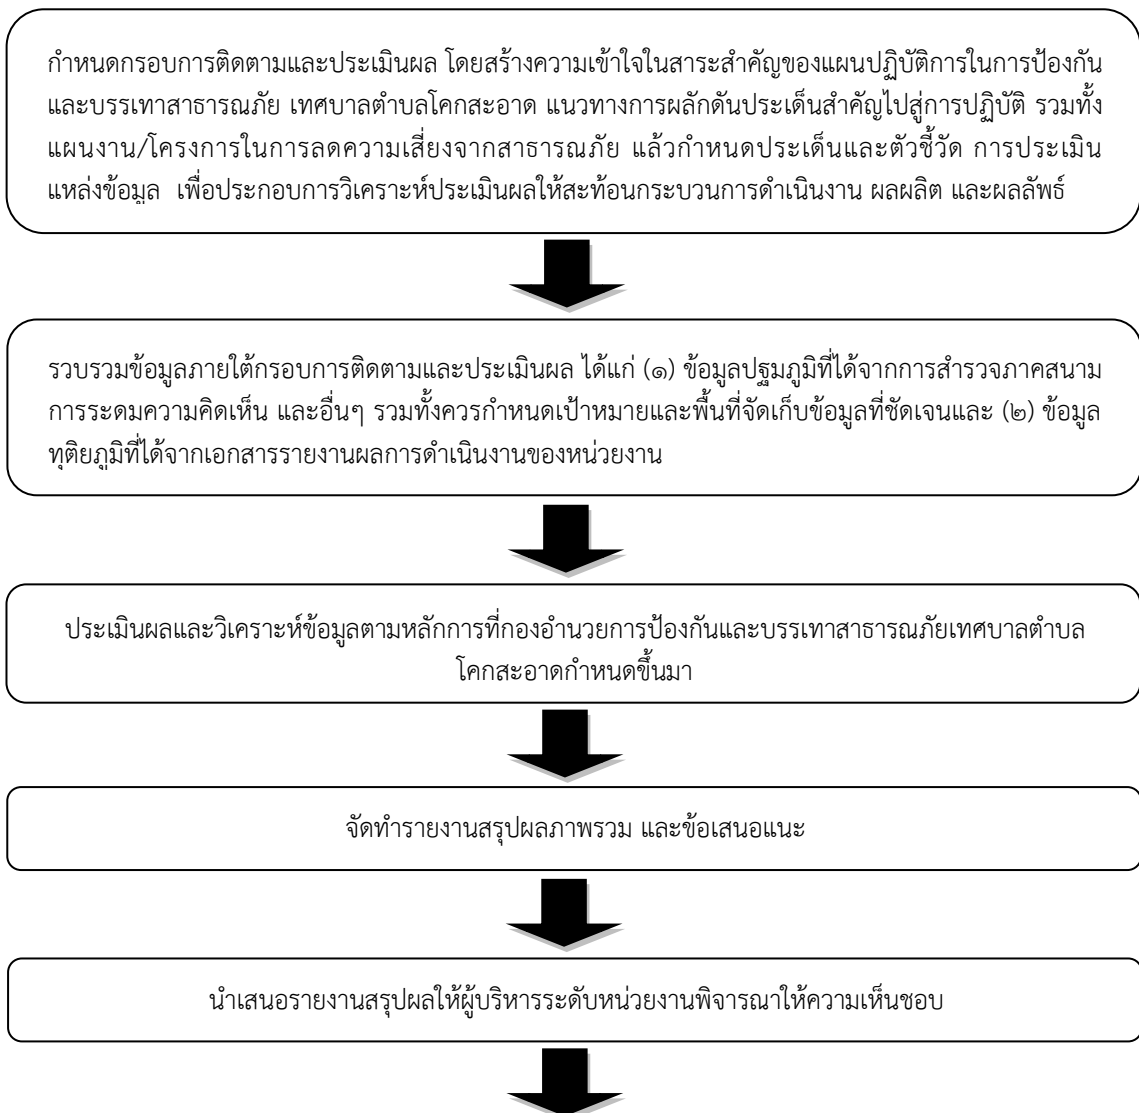 กำหนดกรอบการติดตามและประเมินผล โดยสร้างความเข้าใจในสาระสำคัญของแผนปฏิบัติการในการป้องกัน
และบรรเทาสาธารณภัย เทศบาลตำบลโคกสะอาด แนวทางการผลักดันประเด็นสำคัญไปสู่การปฏิบัติ รวมทั้ง
แผนงาน/โครงการในการลดความเสี่ยงจากสาธารณภัย แล้วกำหนดประเด็นและตัวชี้วัด การประเมิน
แหล่งข้อมูล เพื่อประกอบการวิเคราะห์ประเมินผลให้สะท้อนกระบวนการดำเนินงาน ผลผลิต และผลลัพธ์
รวบรวมข้อมูลภายใต้กรอบการติดตามและประเมินผล ได้แก่ (๑) ข้อมูลปฐมภูมิที่ได้จากการสำรวจภาคสนาม
การระดมความคิดเห็น และอื่นๆ รวมทั้งควรกำหนดเป้าหมายและพื้นที่จัดเก็บข้อมูลที่ชัดเจนและ (๒) ข้อมูล
ทุติยภูมิที่ได้จากเอกสารรายงานผลการดำเนินงานของหน่วยงาน
ประเมินผลและวิเคราะห์ข้อมูลตามหลักการที่กองอำนวยการป้องกันและบรรเทาสาธารณภัยเทศบาลตำบล
โคกสะอาดกำหนดขึ้นมา
จัดทำรายงานสรุปผลภาพรวม และข้อเสนอแนะ
นำเสนอรายงานสรุปผลให้ผู้บริหารระดับหน่วยงานพิจารณาให้ความเห็นชอบ